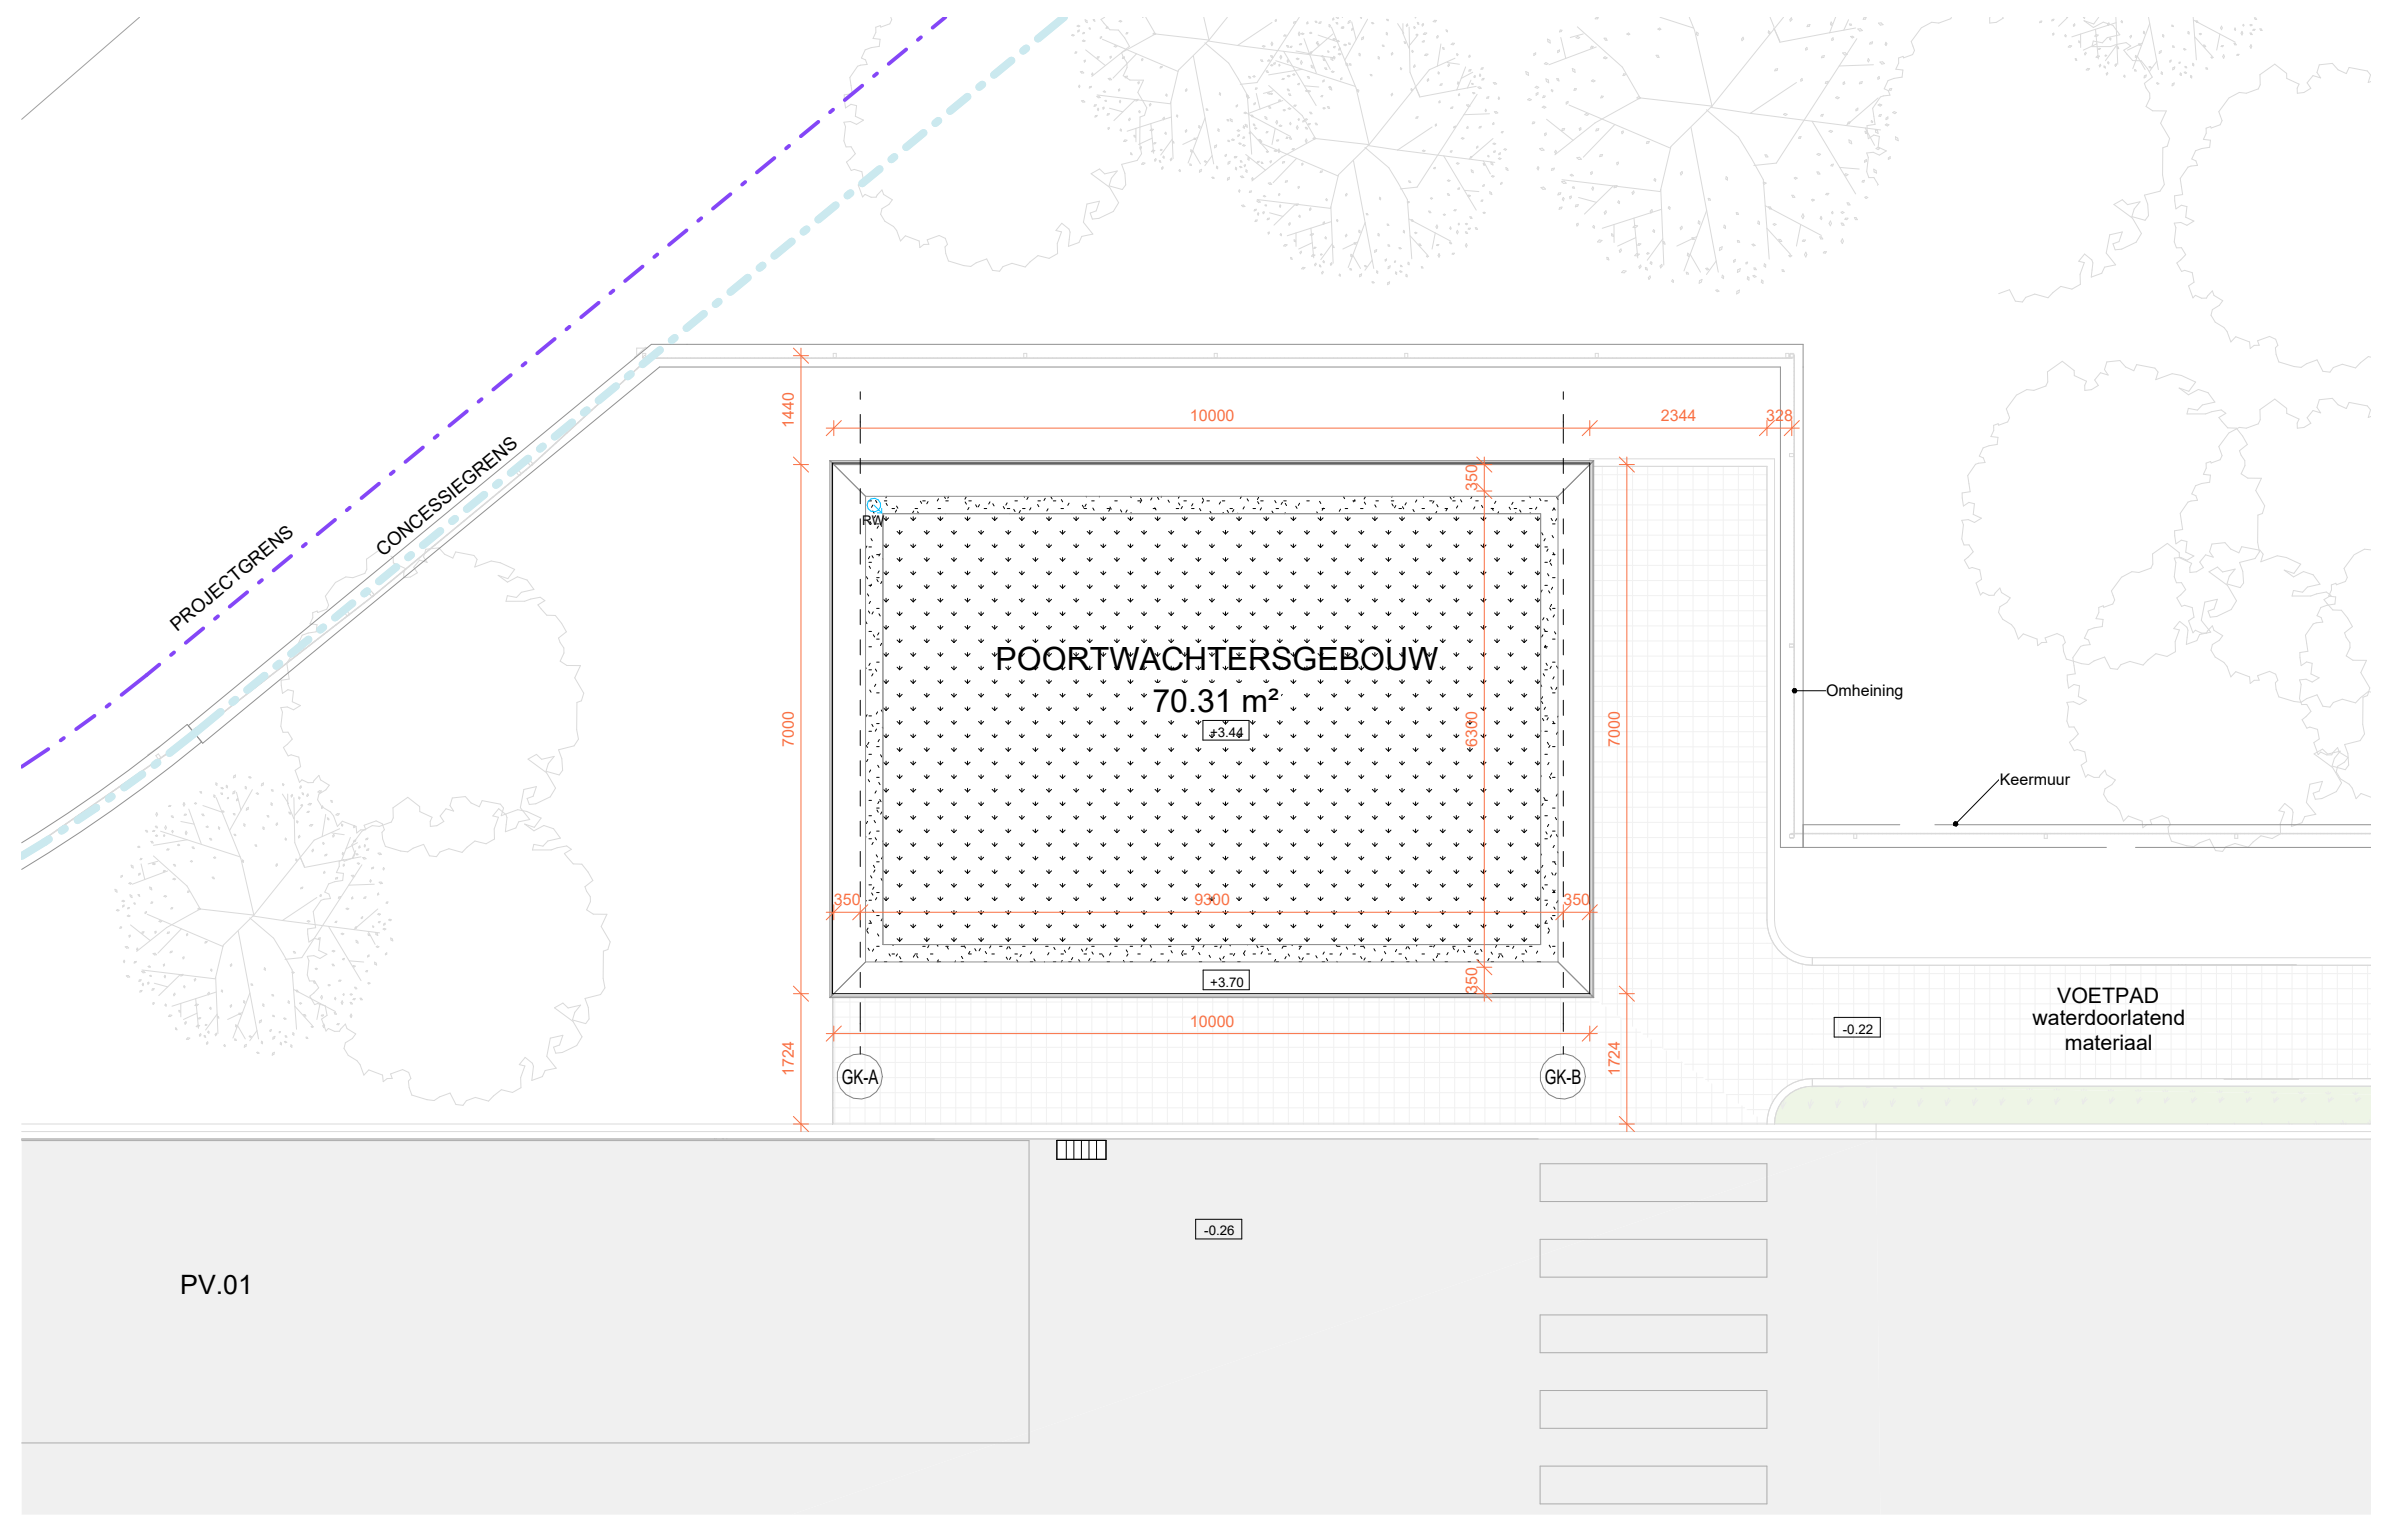 1440
10000
2344
328
350
RW
CONCESSIEGRENS
PROJECTGRENS
POORTWACHTERSGEBOUW
70.31 m²
+3.44
7000
6300
7000
Omheining
Keermuur
350
9300
350
350
+3.70
10000
1724
1724
GK-A
GK-B
-0.22
VOETPAD
waterdoorlatend
materiaal
-0.26
PV.01